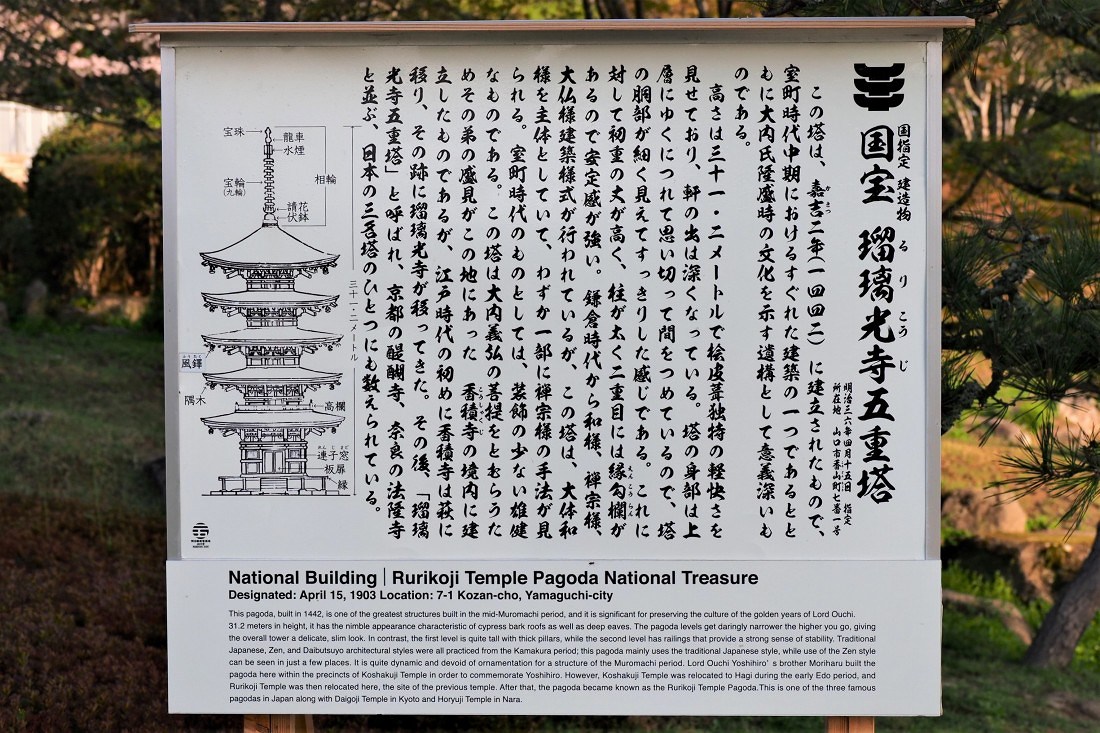 国指定 建造物
国宝 瑠璃光寺五重塔
るりこうじ
明治三六年四月十五日 指定
所在地 山口市香山町七番一号
この塔は、嘉吉二年(一四四二)に建立されたもので、
室町時代中期におけるすぐれた建築の一つであるとと
もに大内氏隆盛時の文化を示す遺構として意義深いも
のである。
高さは三十一・二メートルで桧皮葺独特の軽快さを
見せており、軒の出は深くなっている。塔の身部は上
層にゆくにつれて思い切って間をつめているので、塔
の胴部が細く見えてすっきりした感じである。これに
対して初重の丈が高く、柱が太く二重目には縁勾欄が
あるので安定感が強い。鎌倉時代から和様、禅宗様、
大仏様建築様式が行われているが、この塔は、大体和
様を主体としていて、わずか一部に禅宗様の手法が見
られる。室町時代のものとしては、装飾の少ない雄健
なものである。この塔は大内義弘の菩提をとむらうた
めその弟の盛見がこの地にあった香積寺の境内に建
立したものであるが、江戸時代の初めに香積寺は萩に
移り、その跡に瑠璃光寺が移ってきた。その後、「瑠璃
光寺五重塔」と呼ばれ、京都の醍醐寺、奈良の法隆寺
と並ぶ、日本の三名塔のひとつにも数えられている。
宝珠
龍車
水煙
相輪
宝輪
(九輪)
請花
伏鉢
三十一・二メートル
風鐸
隅木
高欄
連子窓
板扉
縁
National Building | Rurikoji Temple Pagoda National Treasure
Designated: April 15, 1903 Location: 7-1 Kozan-cho, Yamaguchi-city
This pagoda, built in 1442, is one of the greatest structures built in the mid-Muromachi period, and it is significant for preserving the culture of the golden years of Lord Ouchi.
31.2 meters in height, it has the nimble appearance characteristic of cypress bark roofs as well as deep eaves. The pagoda levels get daringly narrower the higher you go, giving
the overall tower a delicate, slim look. In contrast, the first level is quite tall with thick pillars, while the second level has railings that provide a strong sense of stability. Traditional
Japanese, Zen, and Daibutsuyo architectural styles were all practiced from the Kamakura period; this pagoda mainly uses the traditional Japanese style, while use of the Zen style
can be seen in just a few places. It is quite dynamic and devoid of ornamentation for a structure of the Muromachi period. Lord Ouchi Yoshihiro's brother Moriharu built the
pagoda here within the precincts of Koshakuji Temple in order to commemorate Yoshihiro. However, Koshakuji Temple was relocated to Hagi during the early Edo period, and
Rurikoji Temple was then relocated here, the site of the previous temple. After that, the pagoda became known as the Rurikoji Temple Pagoda.This is one of the three famous
pagodas in Japan along with Daigoji Temple in Kyoto and Horyuji Temple in Nara.